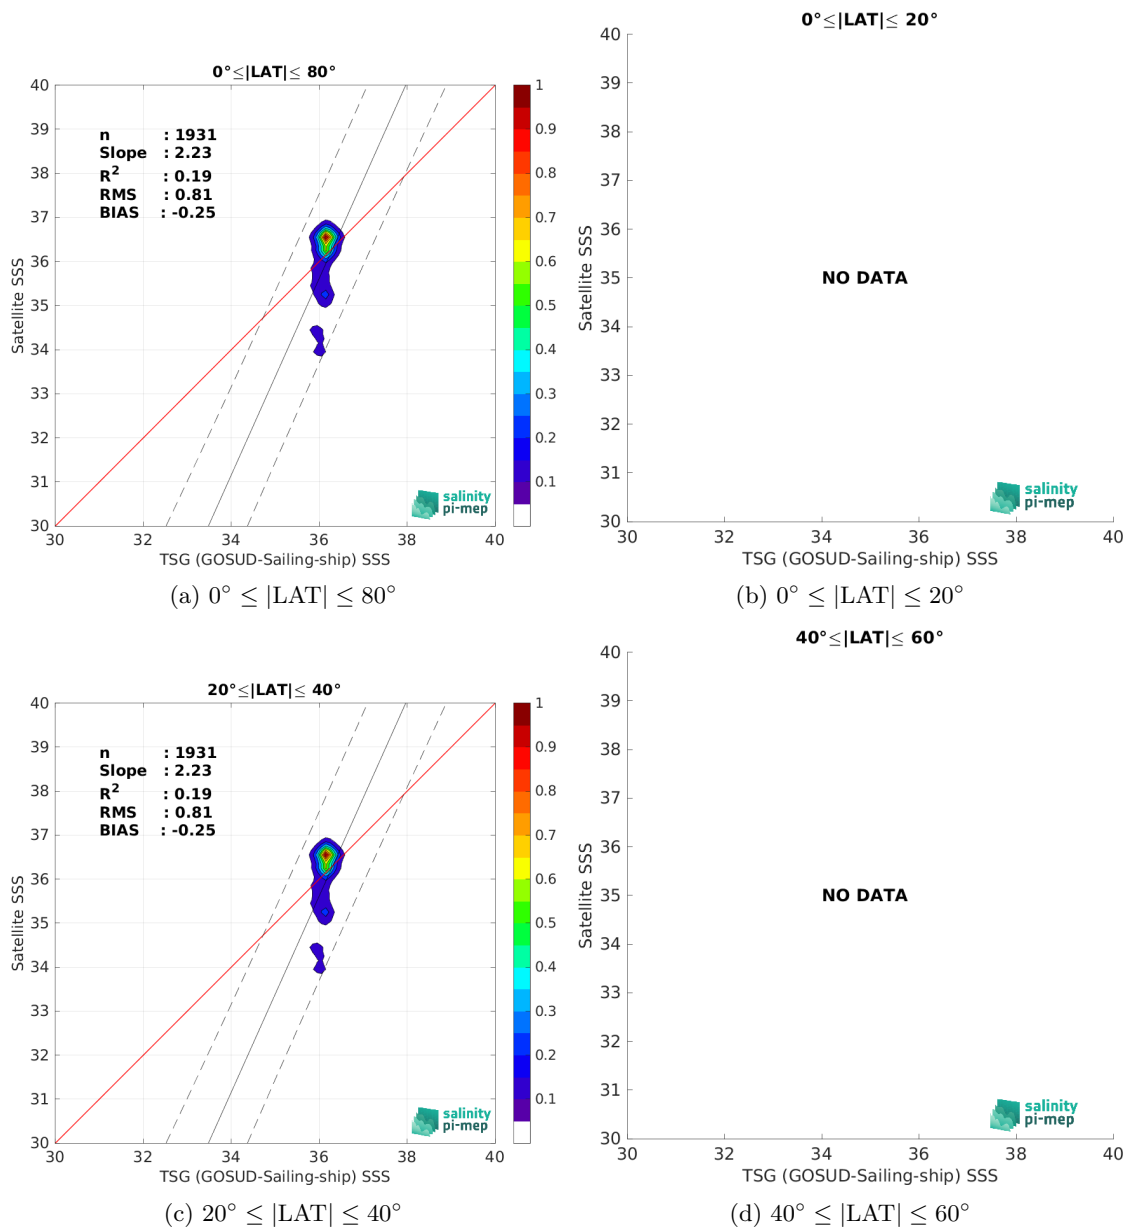 0°≤|LAT|≤ 80°
40
39
38
37
36
35
34
33
32
31
30
Satellite SSS
n : 1931
Slope : 2.23
R² : 0.19
RMS : 0.81
BIAS : -0.25
salinity
pi-mep
30 32 34 36 38 40
TSG (GOSUD-Sailing-ship) SSS
1
0.9
0.8
0.7
0.6
0.5
0.4
0.3
0.2
0.1
(a) 0° ≤ |LAT| ≤ 80°
0°≤|LAT|≤ 20°
40
39
38
37
36
35
34
33
32
31
30
Satellite SSS
NO DATA
salinity
pi-mep
30 32 34 36 38 40
TSG (GOSUD-Sailing-ship) SSS
(b) 0° ≤ |LAT| ≤ 20°
20°≤|LAT|≤ 40°
40
39
38
37
36
35
34
33
32
31
30
Satellite SSS
n : 1931
Slope : 2.23
R² : 0.19
RMS : 0.81
BIAS : -0.25
salinity
pi-mep
30 32 34 36 38 40
TSG (GOSUD-Sailing-ship) SSS
1
0.9
0.8
0.7
0.6
0.5
0.4
0.3
0.2
0.1
(c) 20° ≤ |LAT| ≤ 40°
40°≤|LAT|≤ 60°
40
39
38
37
36
35
34
33
32
31
30
Satellite SSS
NO DATA
salinity
pi-mep
30 32 34 36 38 40
TSG (GOSUD-Sailing-ship) SSS
(d) 40° ≤ |LAT| ≤ 60°